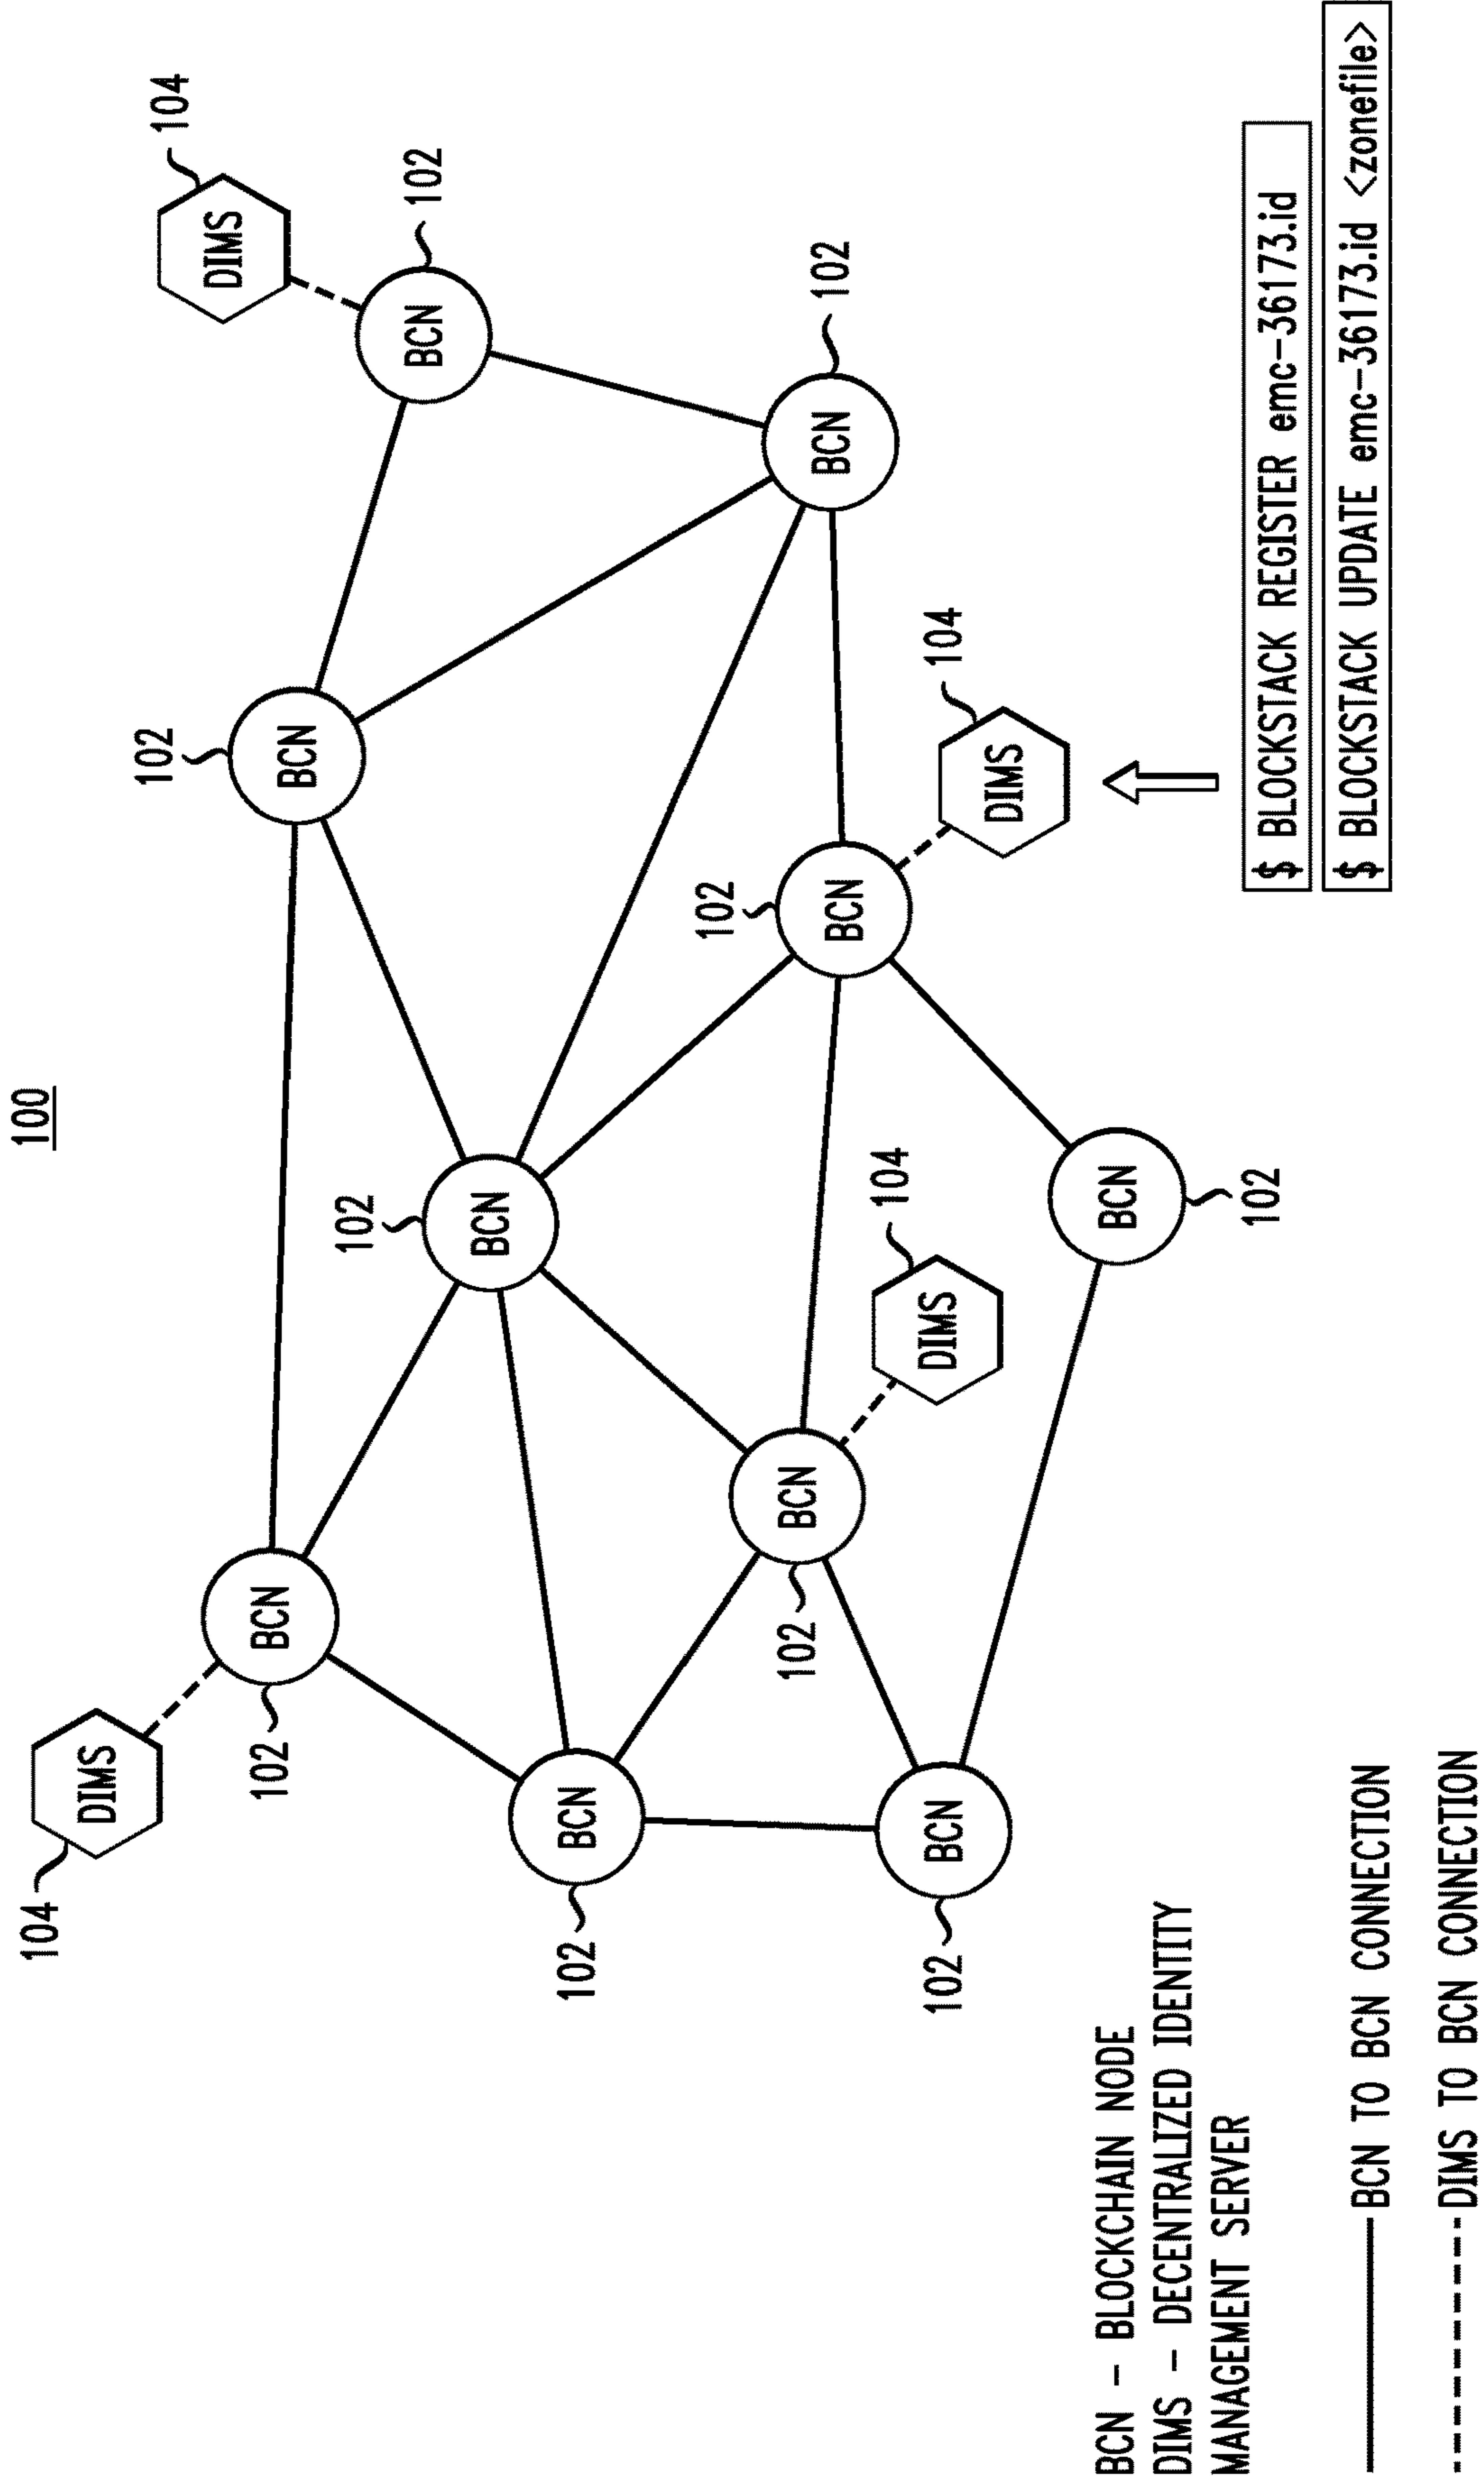 100
104
DIMS
102
104
DIMS
102
BCN
BCN
102
BCN
102
BCN
102
102
BCN
102
102
BCN
BCN
102
BCN
104
DIMS
104
DIMS
102
BCN
BCN
102
BCN – BLOCKCHAIN NODE
DIMS – DECENTRALIZED IDENTITY
MANAGEMENT SERVER
$ BLOCKSTACK REGISTER emc-36173.id
$ BLOCKSTACK UPDATE emc-36173.id <zonefile>
BCN TO BCN CONNECTION
DIMS TO BCN CONNECTION